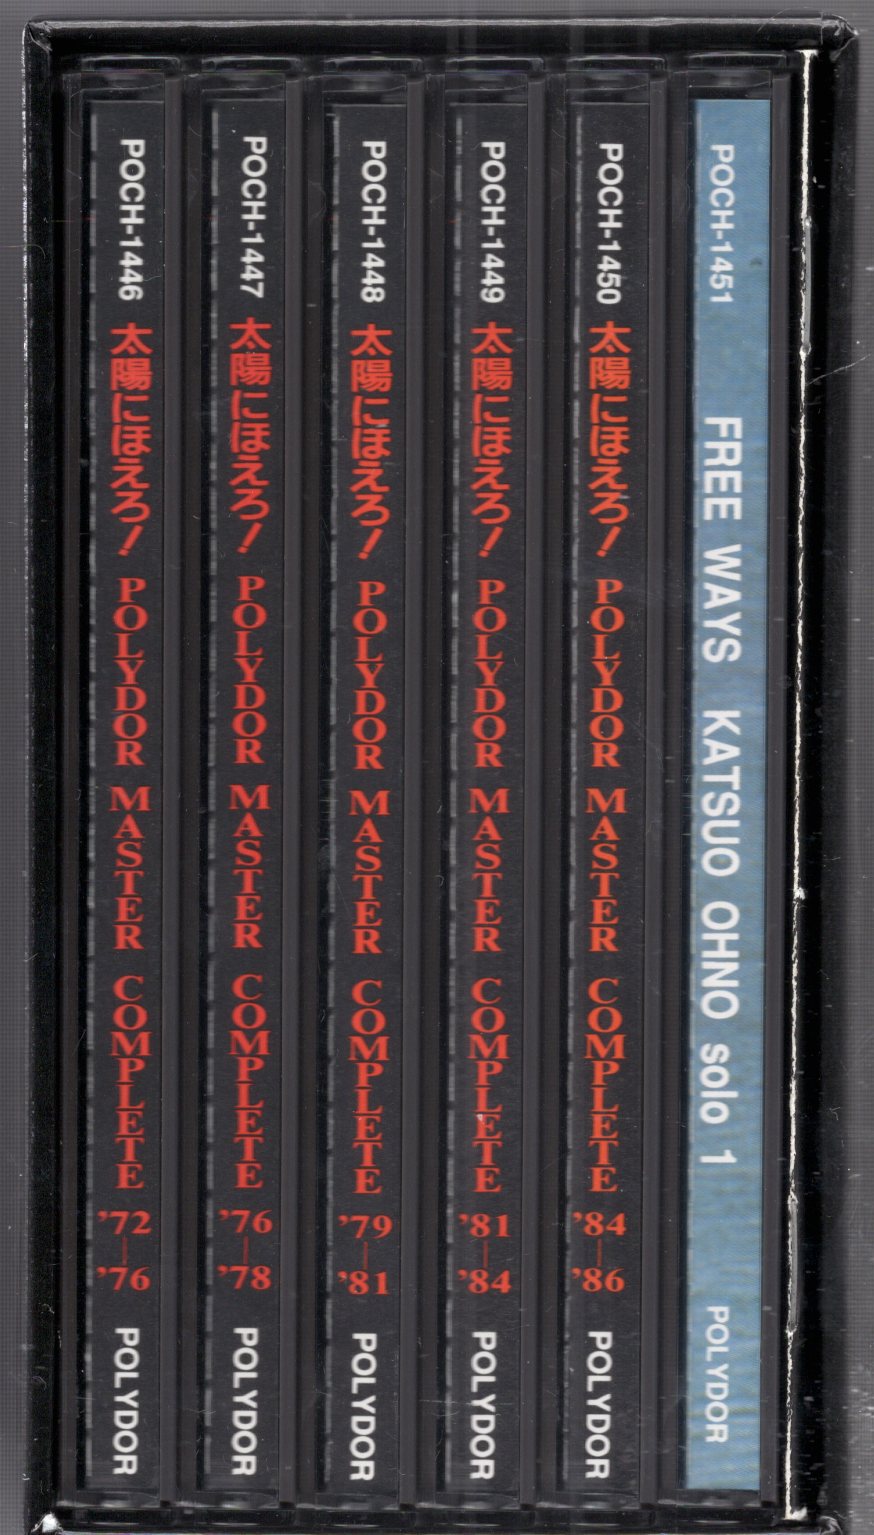 POCH-1446 太陽にほえろ! POLYDOR MASTER COMPLETE '72-'76 POLYDOR
POCH-1447 太陽にほえろ! POLYDOR MASTER COMPLETE '76-'78 POLYDOR
POCH-1448 太陽にほえろ! POLYDOR MASTER COMPLETE '79-'81 POLYDOR
POCH-1449 太陽にほえろ! POLYDOR MASTER COMPLETE '81-'84 POLYDOR
POCH-1450 太陽にほえろ! POLYDOR MASTER COMPLETE '84-'86 POLYDOR
POCH-1451 FREE WAYS KATSUO OHNO solo 1 POLYDOR